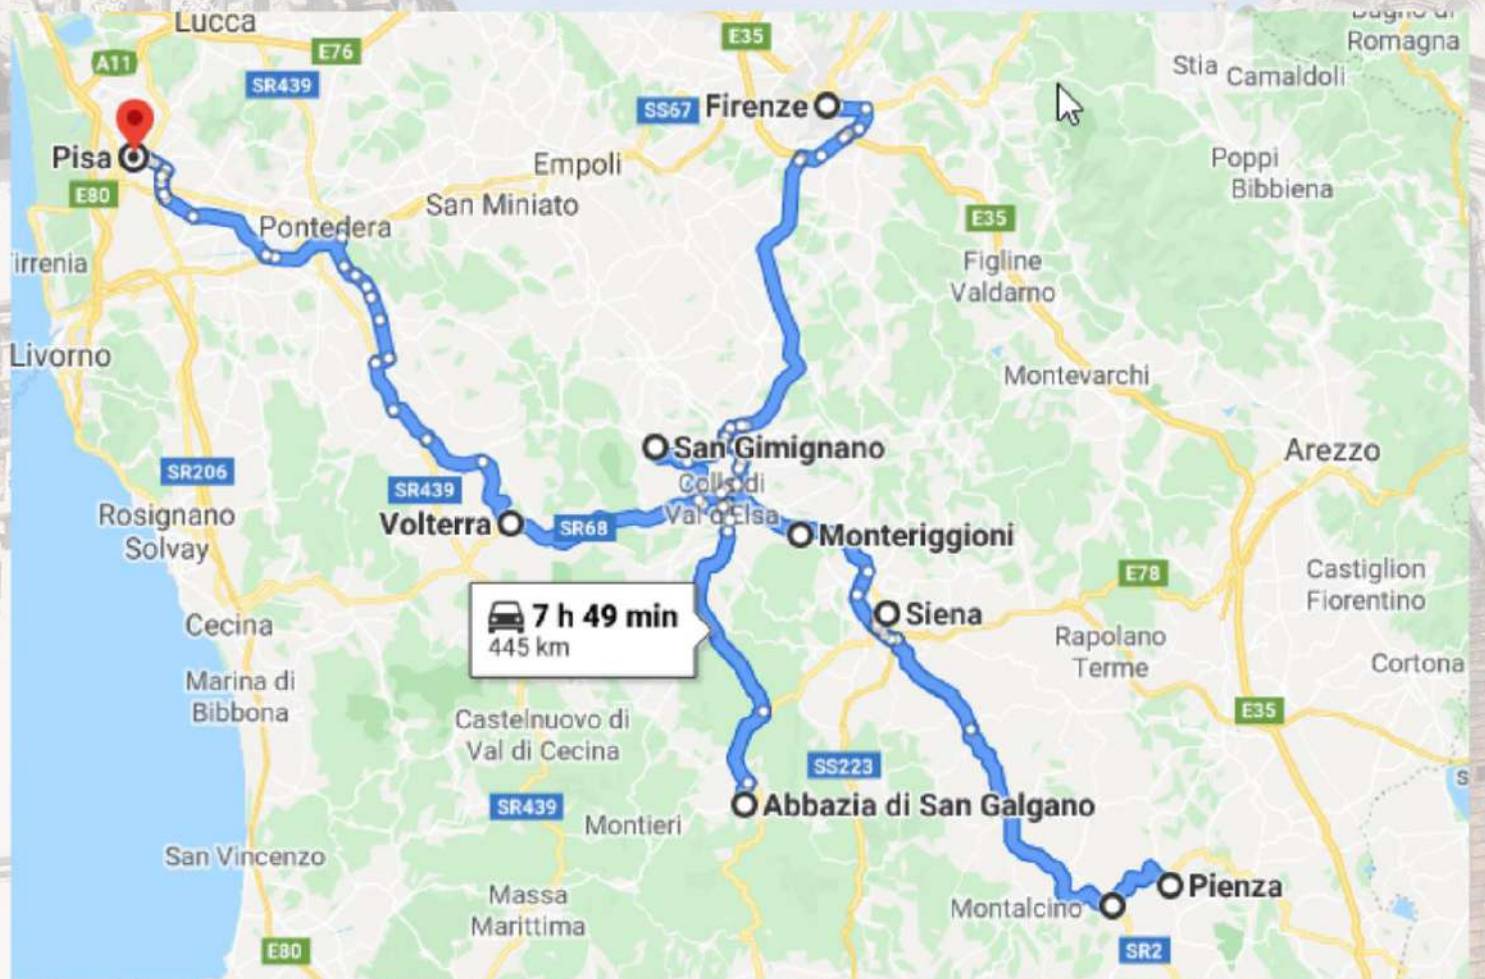 Lucca
E76
E35
Romagna
A11
SR439
Stia
Camaldoli
SS67
Firenze
Pisa
Empoli
Poppi
Bibbiena
E80
San Miniato
Pontedera
E35
Figline
Valdarno
Livorno
Montevarchi
San Gimignano
Arezzo
SR206
SR439
Colle di
Val d'Elsa
Rosignano
Solvay
Volterra
SR68
Monteriggioni
E78
Castiglion
Fiorentino
7 h 49 min
445 km
Siena
Cecina
Rapolano
Terme
Cortona
Marina di
Bibbona
Castelnuovo di
Val di Cecina
E35
SS223
SR439
Abbazia di San Galgano
Montieri
San Vincenzo
Massa
Marittima
Pienza
Montalcino
E80
SR2